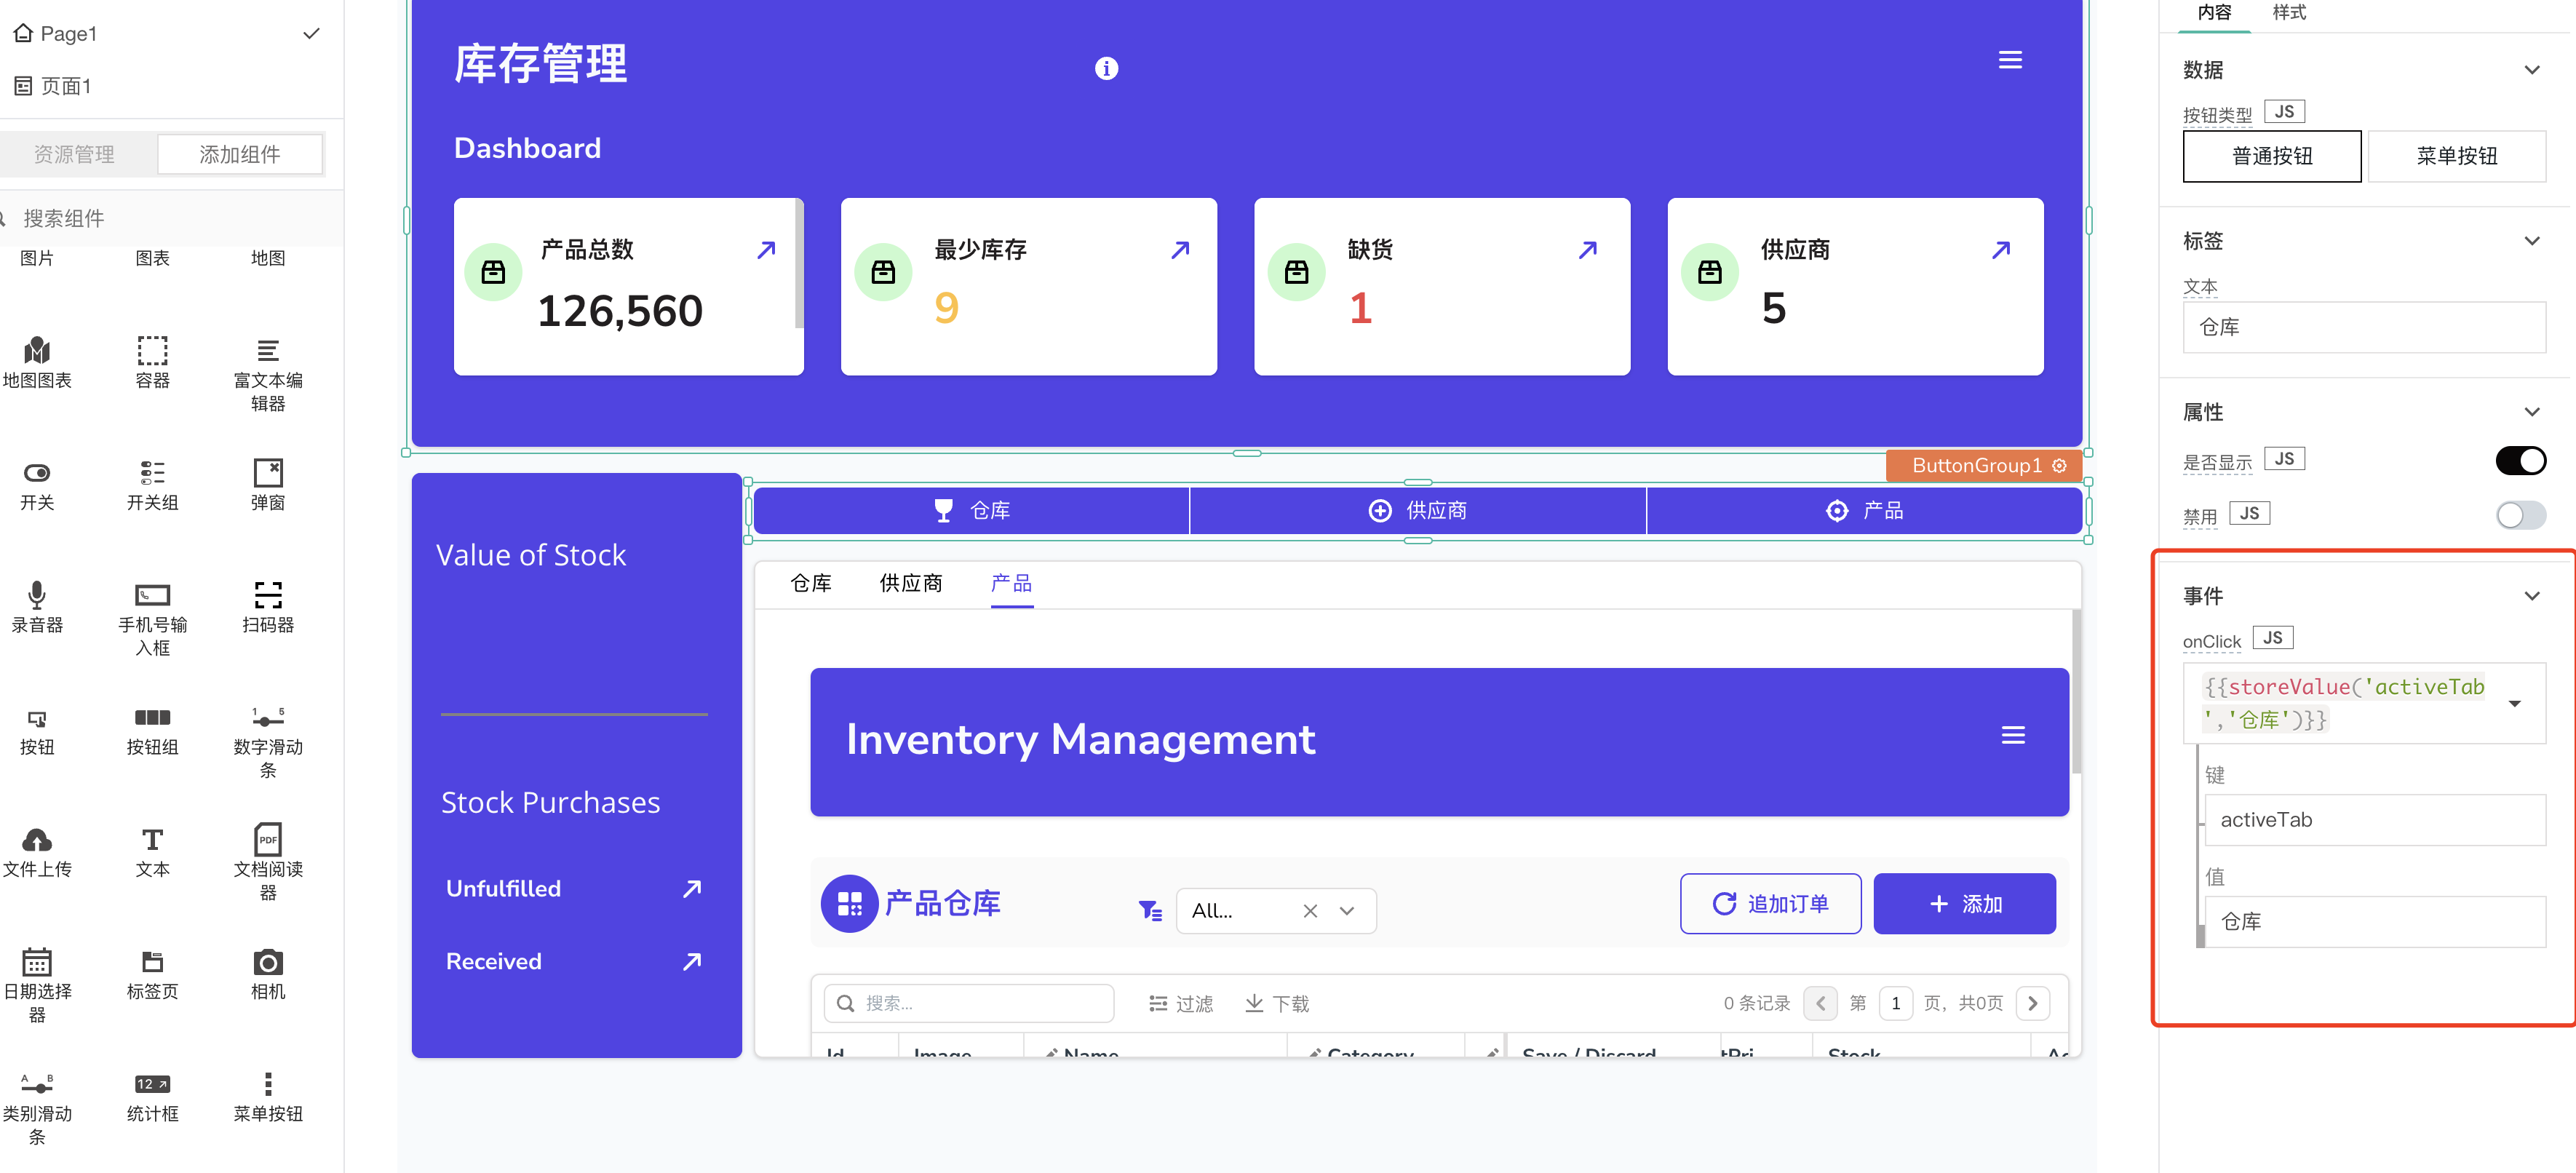 Page1
页面1
资源管理
添加组件
搜索组件
图片
图表
地图
地图图表
容器
富文本编
辑器
开关
开关组
弹窗
录音器
手机号输
入框
扫码器
按钮
按钮组
1 5
数字滑动
条
文件上传
文本
PDF
文档阅读
器
日期选择
器
标签页
相机
A B
类别滑动
条
12
统计框
菜单按钮
库存管理
Dashboard
产品总数
126,560
最少库存
9
缺货
1
供应商
5
ButtonGroup1
仓库
供应商
产品
Value of Stock
Stock Purchases
Unfulfilled
Received
仓库
供应商
产品
Inventory Management
产品仓库
All...
追加订单
添加
搜索...
过滤
下载
0 条记录
第
1
页，共0页
Id
Image
Name
Category
Save / Discard
tPri
Stock
Ac
内容
样式
数据
按钮类型
JS
普通按钮
菜单按钮
标签
文本
仓库
属性
是否显示
JS
禁用
JS
事件
onClick
JS
{{storeValue('activeTab
','仓库')}}
键
activeTab
值
仓库